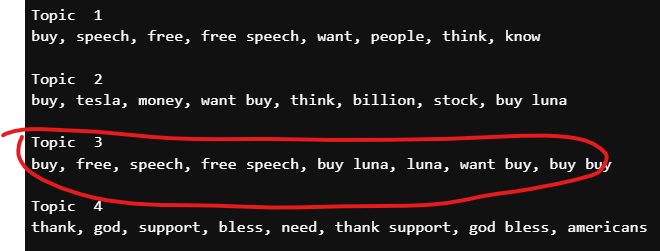 Topic  1
buy, speech, free, free speech, want, people, think, know
Topic  2
buy, tesla, money, want buy, think, billion, stock, buy luna
Topic  3
buy, free, speech, free speech, buy luna, luna, want buy, buy buy
Topic  4
thank, god, support, bless, need, thank support, god bless, americans